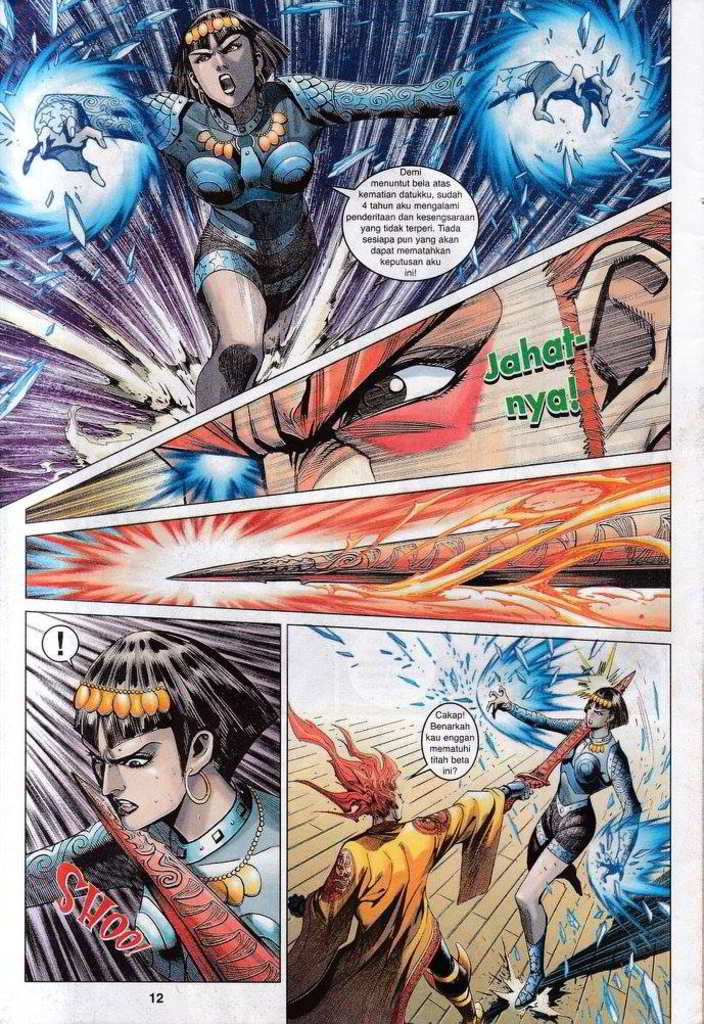 Demi
menuntut bela atas
kematian datukku, sudah
4 tahun aku mengalami
penderitaan dan kesengsaraan
yang tidak terperi. Tiada
sesiapa pun yang akan
dapat mematahkan
keputusan aku
ini!
Jahat-
nya!
!
SHOO!
Cakap!
Benarkah
kau enggan
mematuhi
titah beta
ini?
12